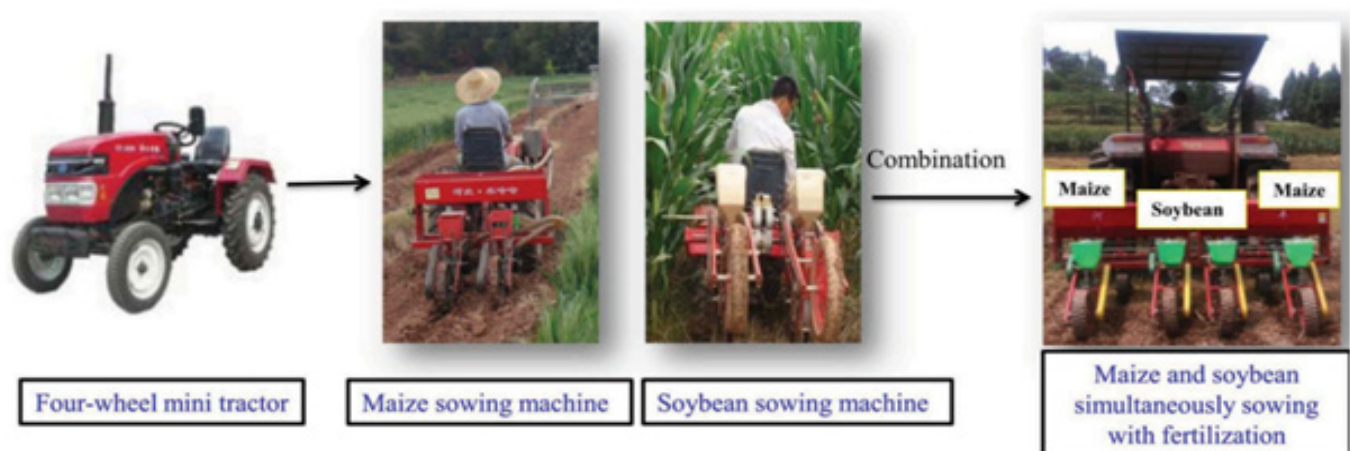 Combination
Maize
Soybean
Maize
Four-wheel mini tractor
Maize sowing machine
Soybean sowing machine
Maize and soybean
simultaneously sowing
with fertilization